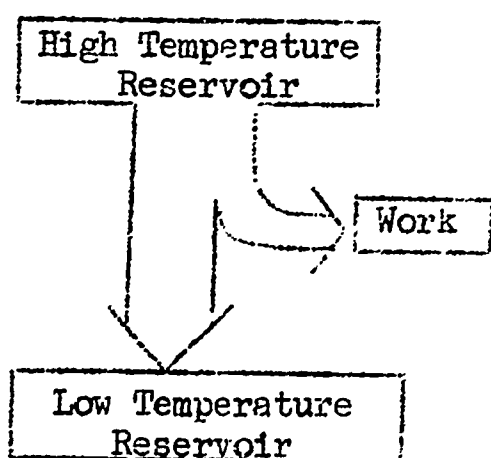 High Temperature
Reservoir
Work
Low Temperature
Reservoir